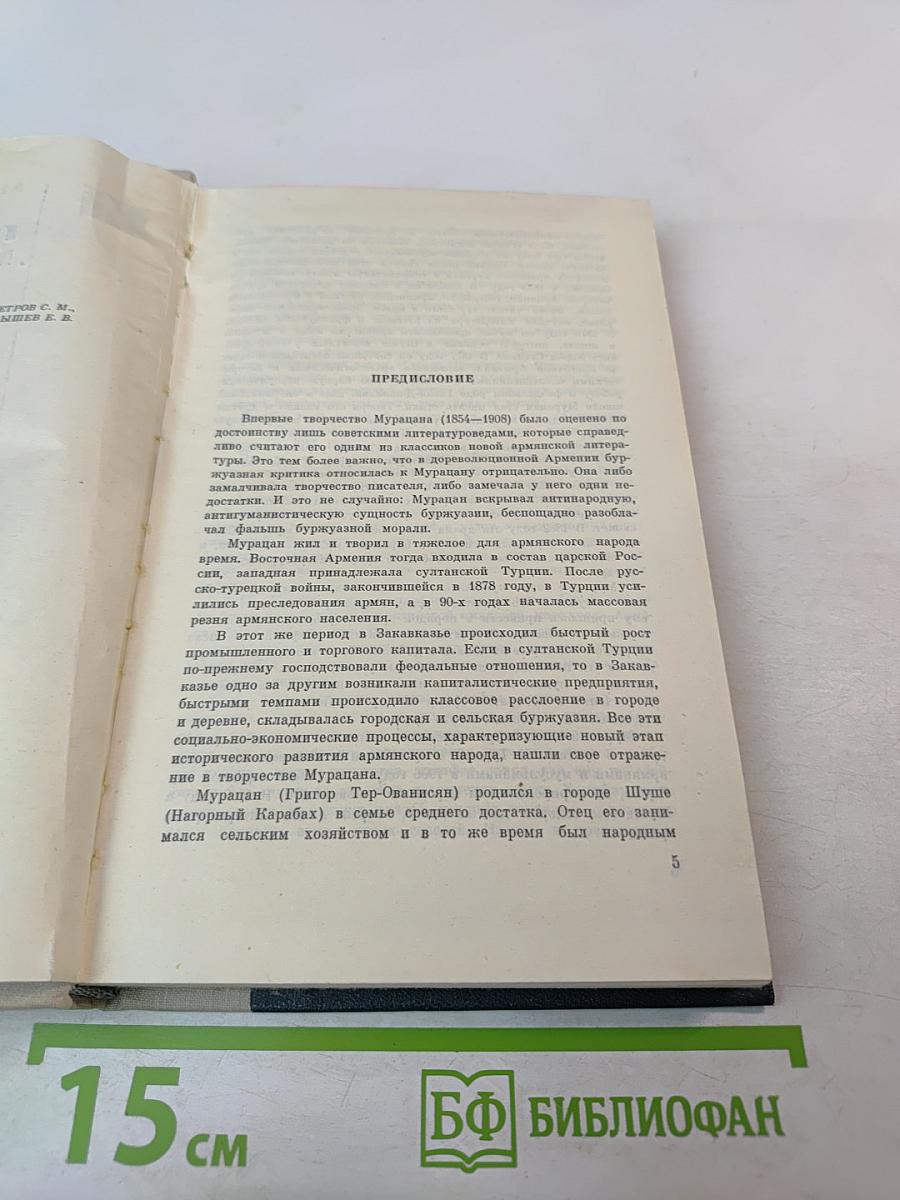 ЕТРОВ С. М.,
ЫШЕВ Е. В.
ПРЕДИСЛОВИЕ
Впервые творчество Мурацана (1854—1908) было оценено по
достоинству лишь советскими литературоведами, которые справед-
ливо считают его одним из классиков новой армянской литера-
туры. Это тем более важно, что в дореволюционной Армении бур-
жуазная критика относилась к Мурацану отрицательно. Она либо
замалчивала творчество писателя, либо замечала у него одни не-
достатки. И это не случайно: Мурацан вскрывал антинародную,
антигуманистическую сущность буржуазии, беспощадно разобла-
чал фальшь буржуазной морали.
Мурацан жил и творил в тяжелое для армянского народа
время. Восточная Армения тогда входила в состав царской Рос-
сии, западная принадлежала султанской Турции. После рус-
ско-турецкой войны, закончившейся в 1878 году, в Турции уси-
лились преследования армян, а в 90-х годах началась массовая
резня армянского населения.
В этот же период в Закавказье происходил быстрый рост
промышленного и торгового капитала. Если в султанской Турции
по-прежнему господствовали феодальные отношения, то в Закав-
казье одно за другим возникали капиталистические предприятия,
быстрыми темпами происходило классовое расслоение в городе
и деревне, складывалась городская и сельская буржуазия. Все эти
социально-экономические процессы, характеризующие новый этап
исторического развития армянского народа, нашли свое отраже-
ние в творчестве Мурацана.
Мурацан (Григор Тер-Ованисян) родился в городе Шуше
(Нагорный Карабах) в семье среднего достатка. Отец его зани-
мался сельским хозяйством и в то же время был народным
5
15 см
БФ БИБЛИОФАН